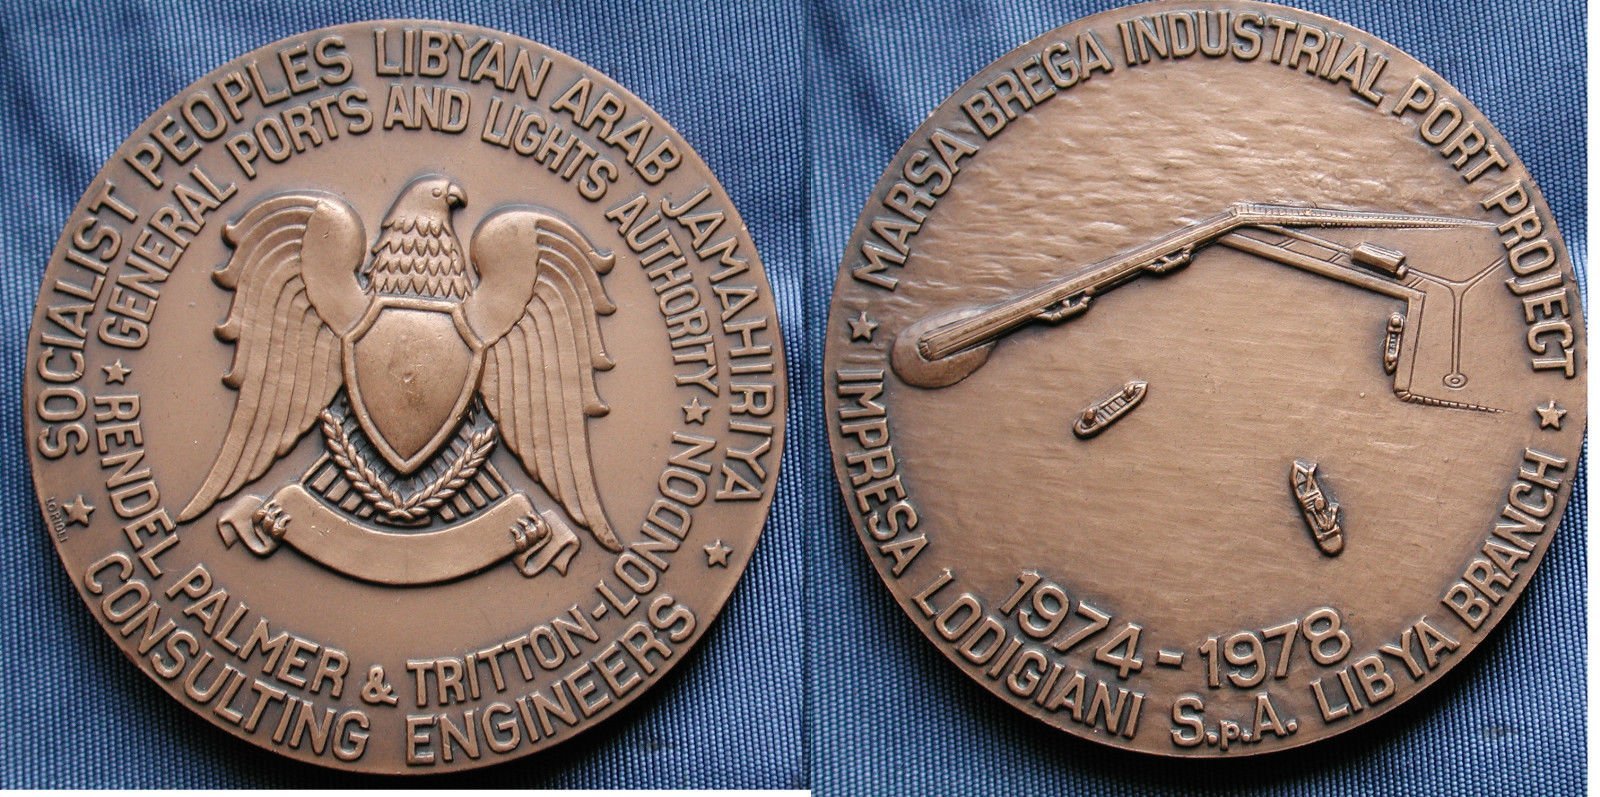 SOCIALIST PEOPLES LIBYAN ARAB JAMAHIRIYA
GENERAL PORTS AND LIGHTS AUTHORITY
RENDEL PALMER & TRITTON-LONDON
CONSULTING ENGINEERS
MARSA BREGA INDUSTRIAL PORT PROJECT
1974-1978
IMPRESA LODIGIANI S.p.A. LIBYA BRANCH